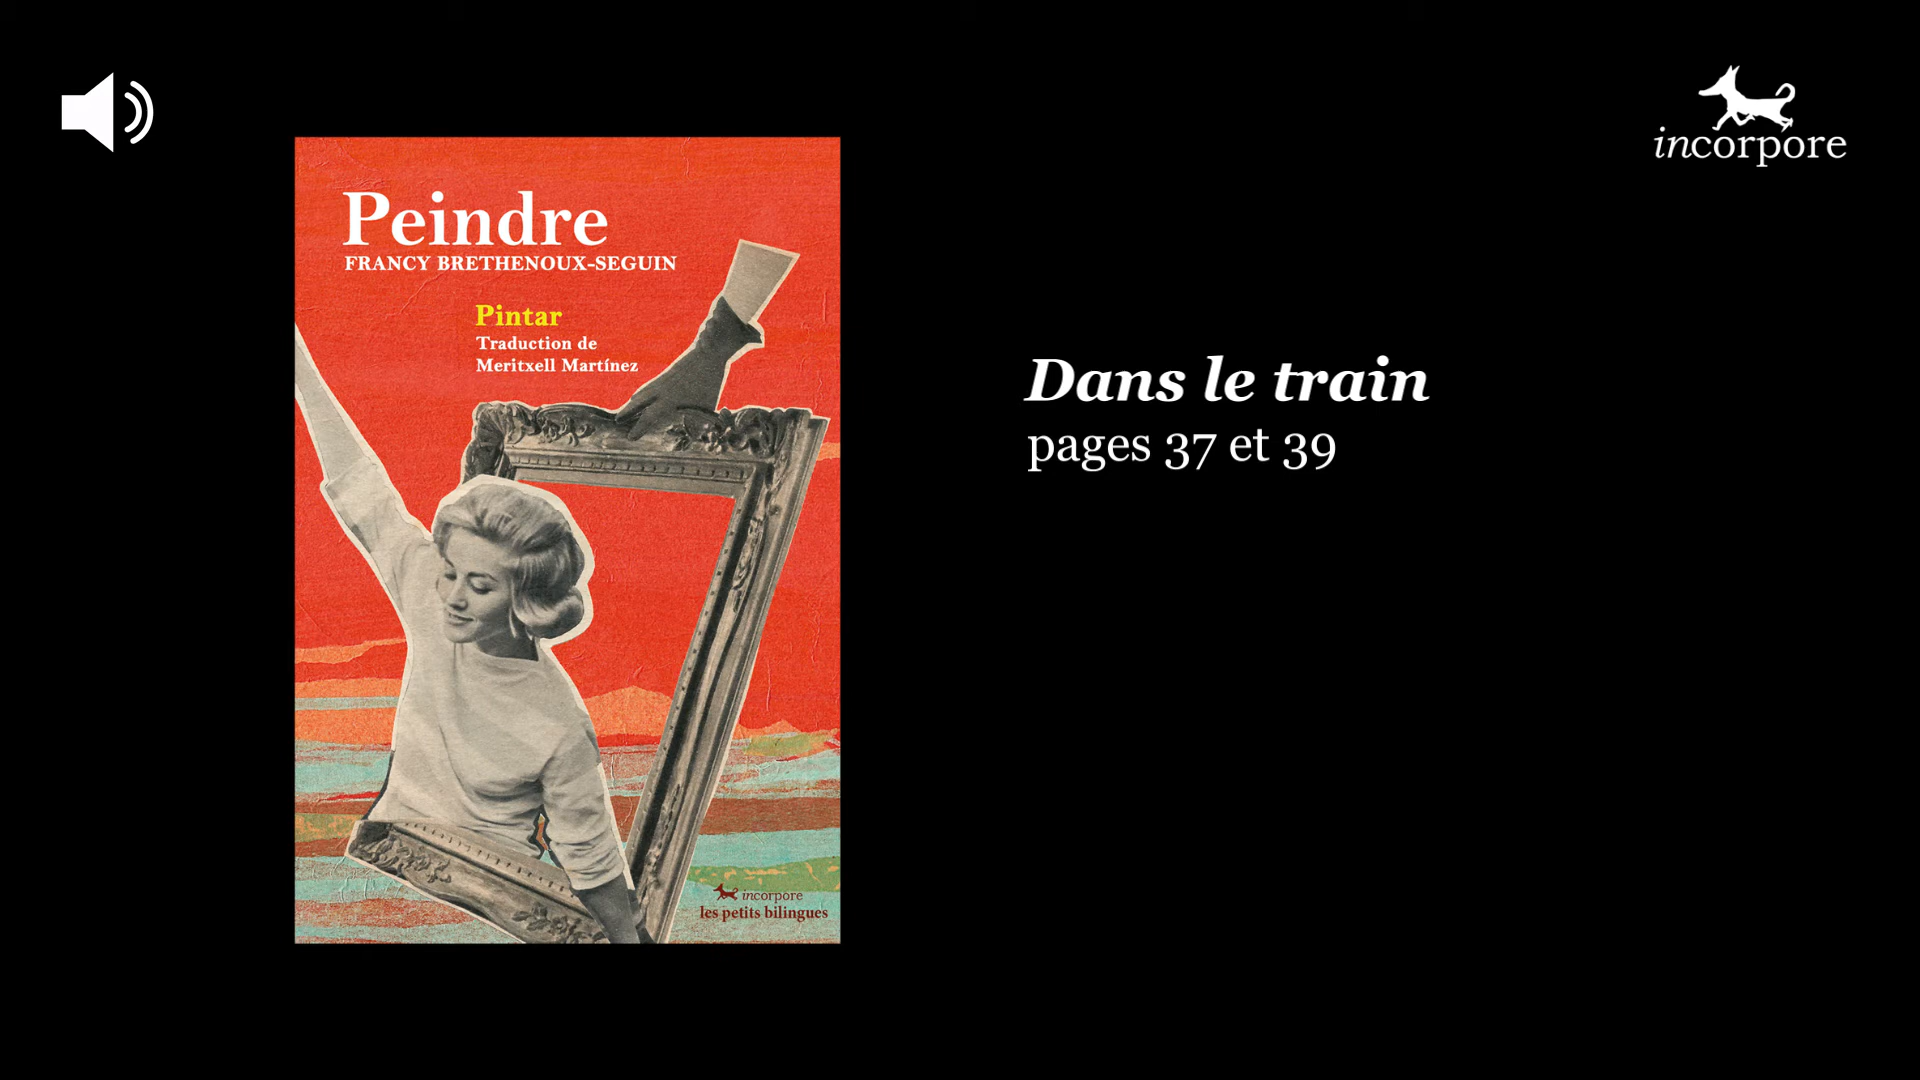 incorpore
Peindre
FRANCY BRETHENOUX-SEGUIN
Pintar
Traduction de
Meritxell Martínez
Dans le train
pages 37 et 39
incorpore
les petits bilingues